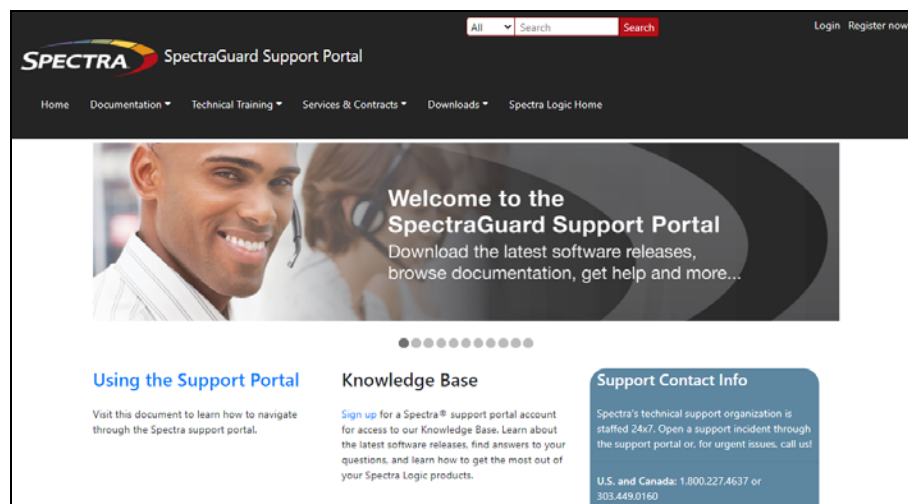 All
Search
Search
Login Register now
SPECTRA
SpectraGuard Support Portal
Home Documentation Technical Training Services & Contracts Downloads Spectra Logic Home
Welcome to the
SpectraGuard Support Portal
Download the latest software releases,
browse documentation, get help and more...
Using the Support Portal
Visit this document to learn how to navigate
through the Spectra support portal.
Knowledge Base
Sign up for a Spectra® support portal account
for access to our Knowledge Base. Learn about
the latest software releases, find answers to your
questions, and learn how to get the most out of
your Spectra Logic products.
Support Contact Info
Spectra's technical support organization is
staffed 24x7. Open a support incident through
the support portal or, for urgent issues, call us!
U.S. and Canada: 1.800.227.4637 or
303.449.0160